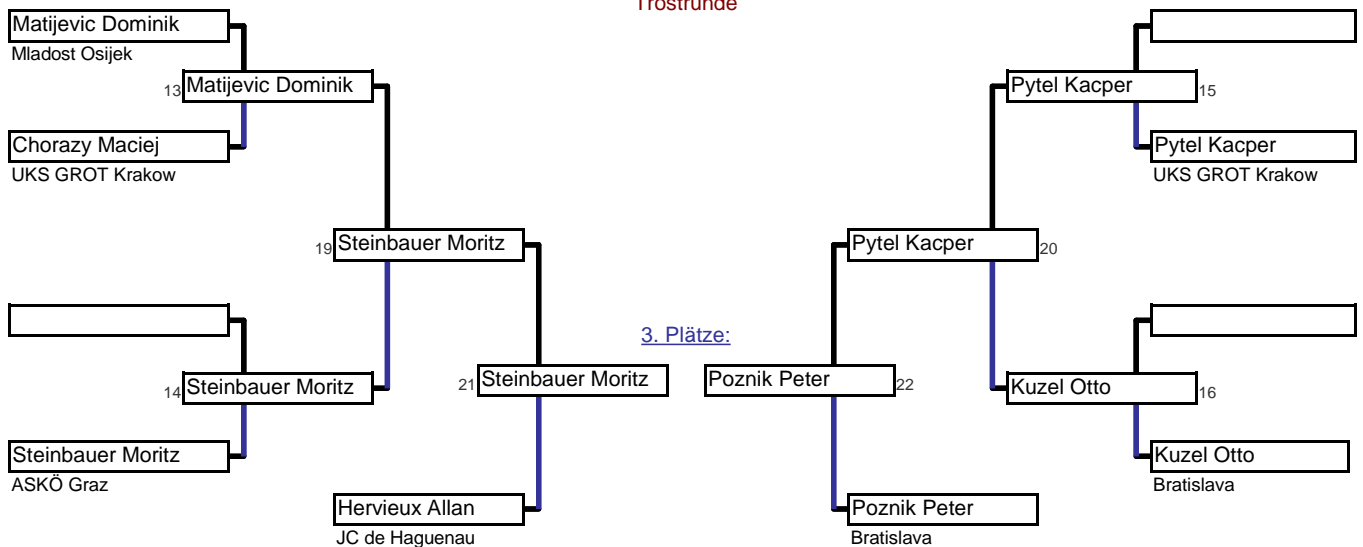 Trostrunde
Matijevic Dominik
Mladost Osijek
13 Matijevic Dominik
Pytel Kacper 15
Chorazy Maciej
UKS GROT Krakow
Pytel Kacper
UKS GROT Krakow
19 Steinbauer Moritz
Pytel Kacper 20
3. Plätze:
14 Steinbauer Moritz
21 Steinbauer Moritz
Poznik Peter 22
Kuzel Otto 16
Steinbauer Moritz
ASKÖ Graz
Kuzel Otto
Bratislava
Hervieux Allan
JC de Haguenau
Poznik Peter
Bratislava